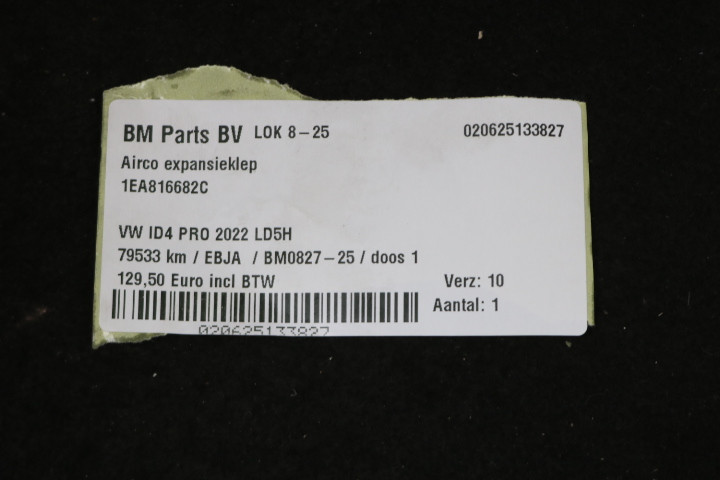 BM Parts BV LOK 8-25 020625133827
Airco expansieklep
1EA816682C
VW ID4 PRO 2022 LD5H
79533 km / EBJA / BM0827-25 / doos 1
129,50 Euro incl BTW Verz: 10
Aantal: 1
020625133827